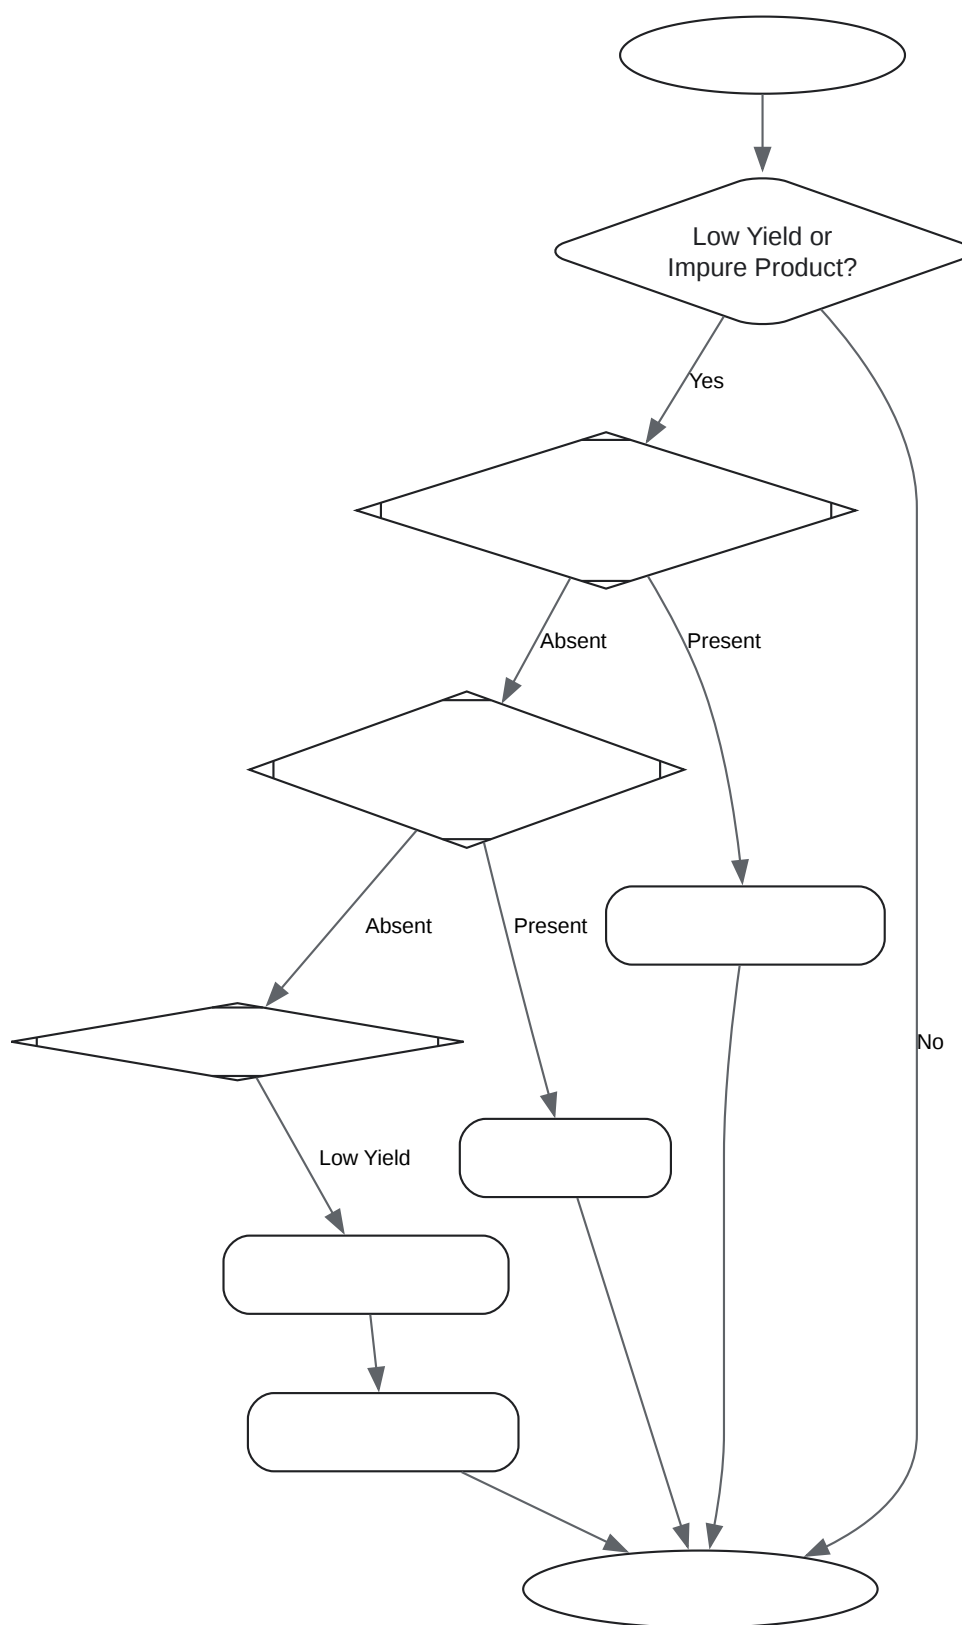 Low Yield or
Impure Product?
Yes
Absent
Present
Absent
Present
No
Low Yield